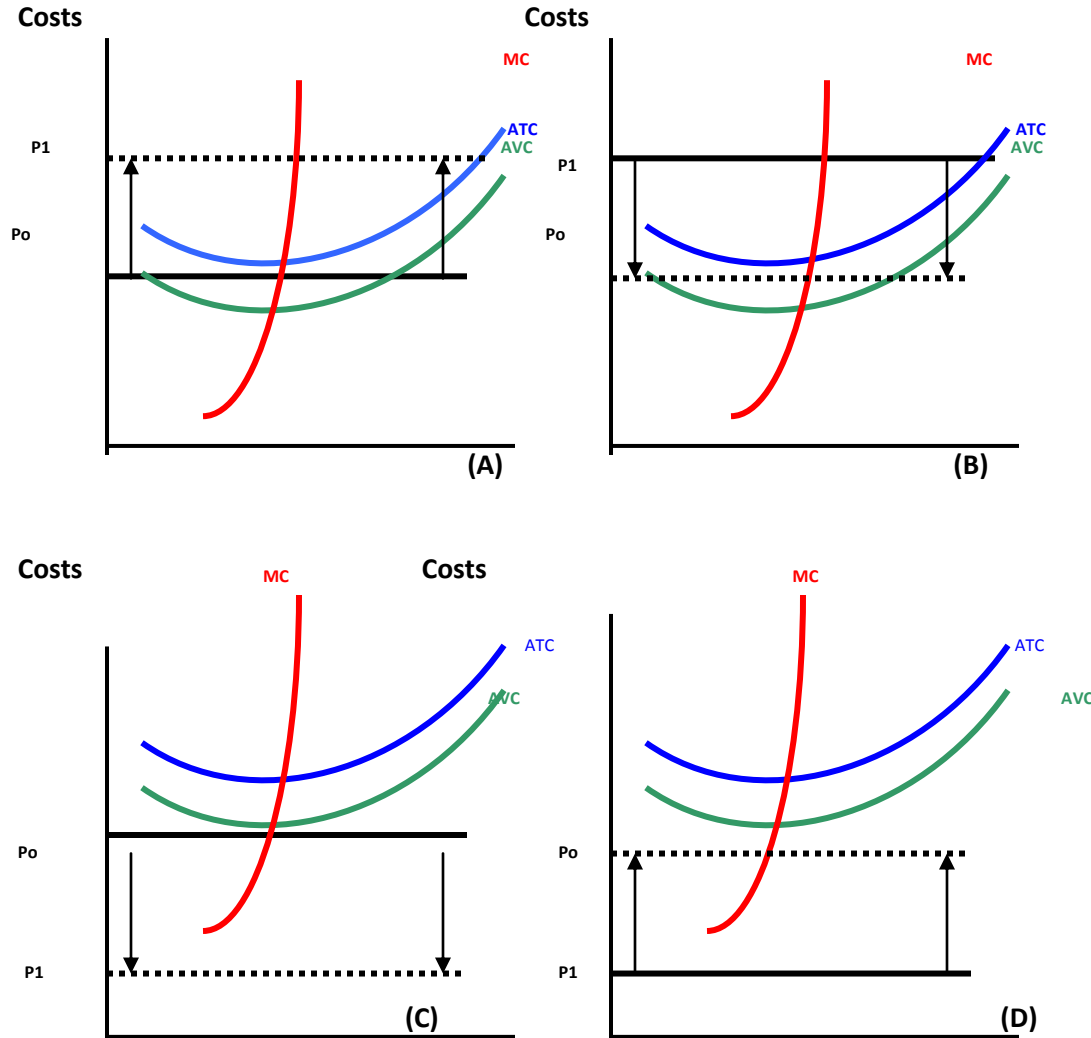 Costs
Costs
MC
MC
ATC
ATC
P1
AVC
P1
AVC
Po
Po
(A)
(B)
Costs
Costs
MC
MC
ATC
ATC
AVC
AVC
Po
Po
P1
P1
(C)
(D)